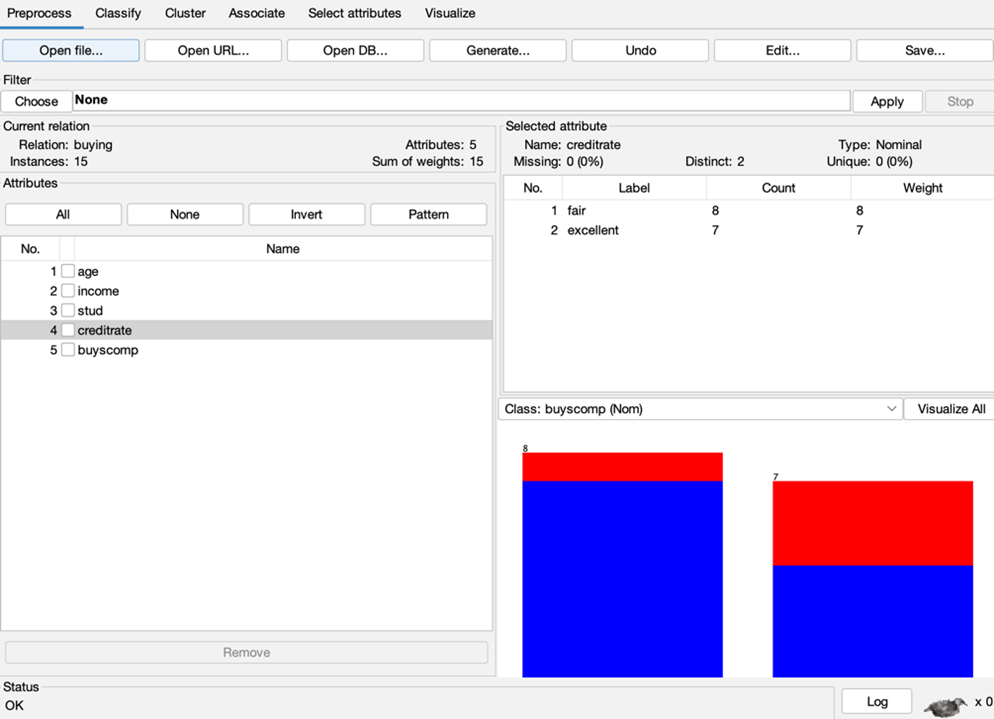 Preprocess Classify Cluster Associate Select attributes Visualize
Open file... Open URL... Open DB... Generate... Undo Edit... Save...
Filter
Choose None Apply Stop
Current relation
Relation: buying Attributes: 5
Instances: 15 Sum of weights: 15
Attributes
All None Invert Pattern
No. Name
1 age
2 income
3 stud
4 creditrate
5 buyscomp
Remove
Selected attribute
Name: creditrate Type: Nominal
Missing: 0 (0%) Distinct: 2 Unique: 0 (0%)
No. Label Count Weight
1 fair 8 8
2 excellent 7 7
Class: buyscomp (Nom) Visualize All
8
7
Status
OK Log x 0